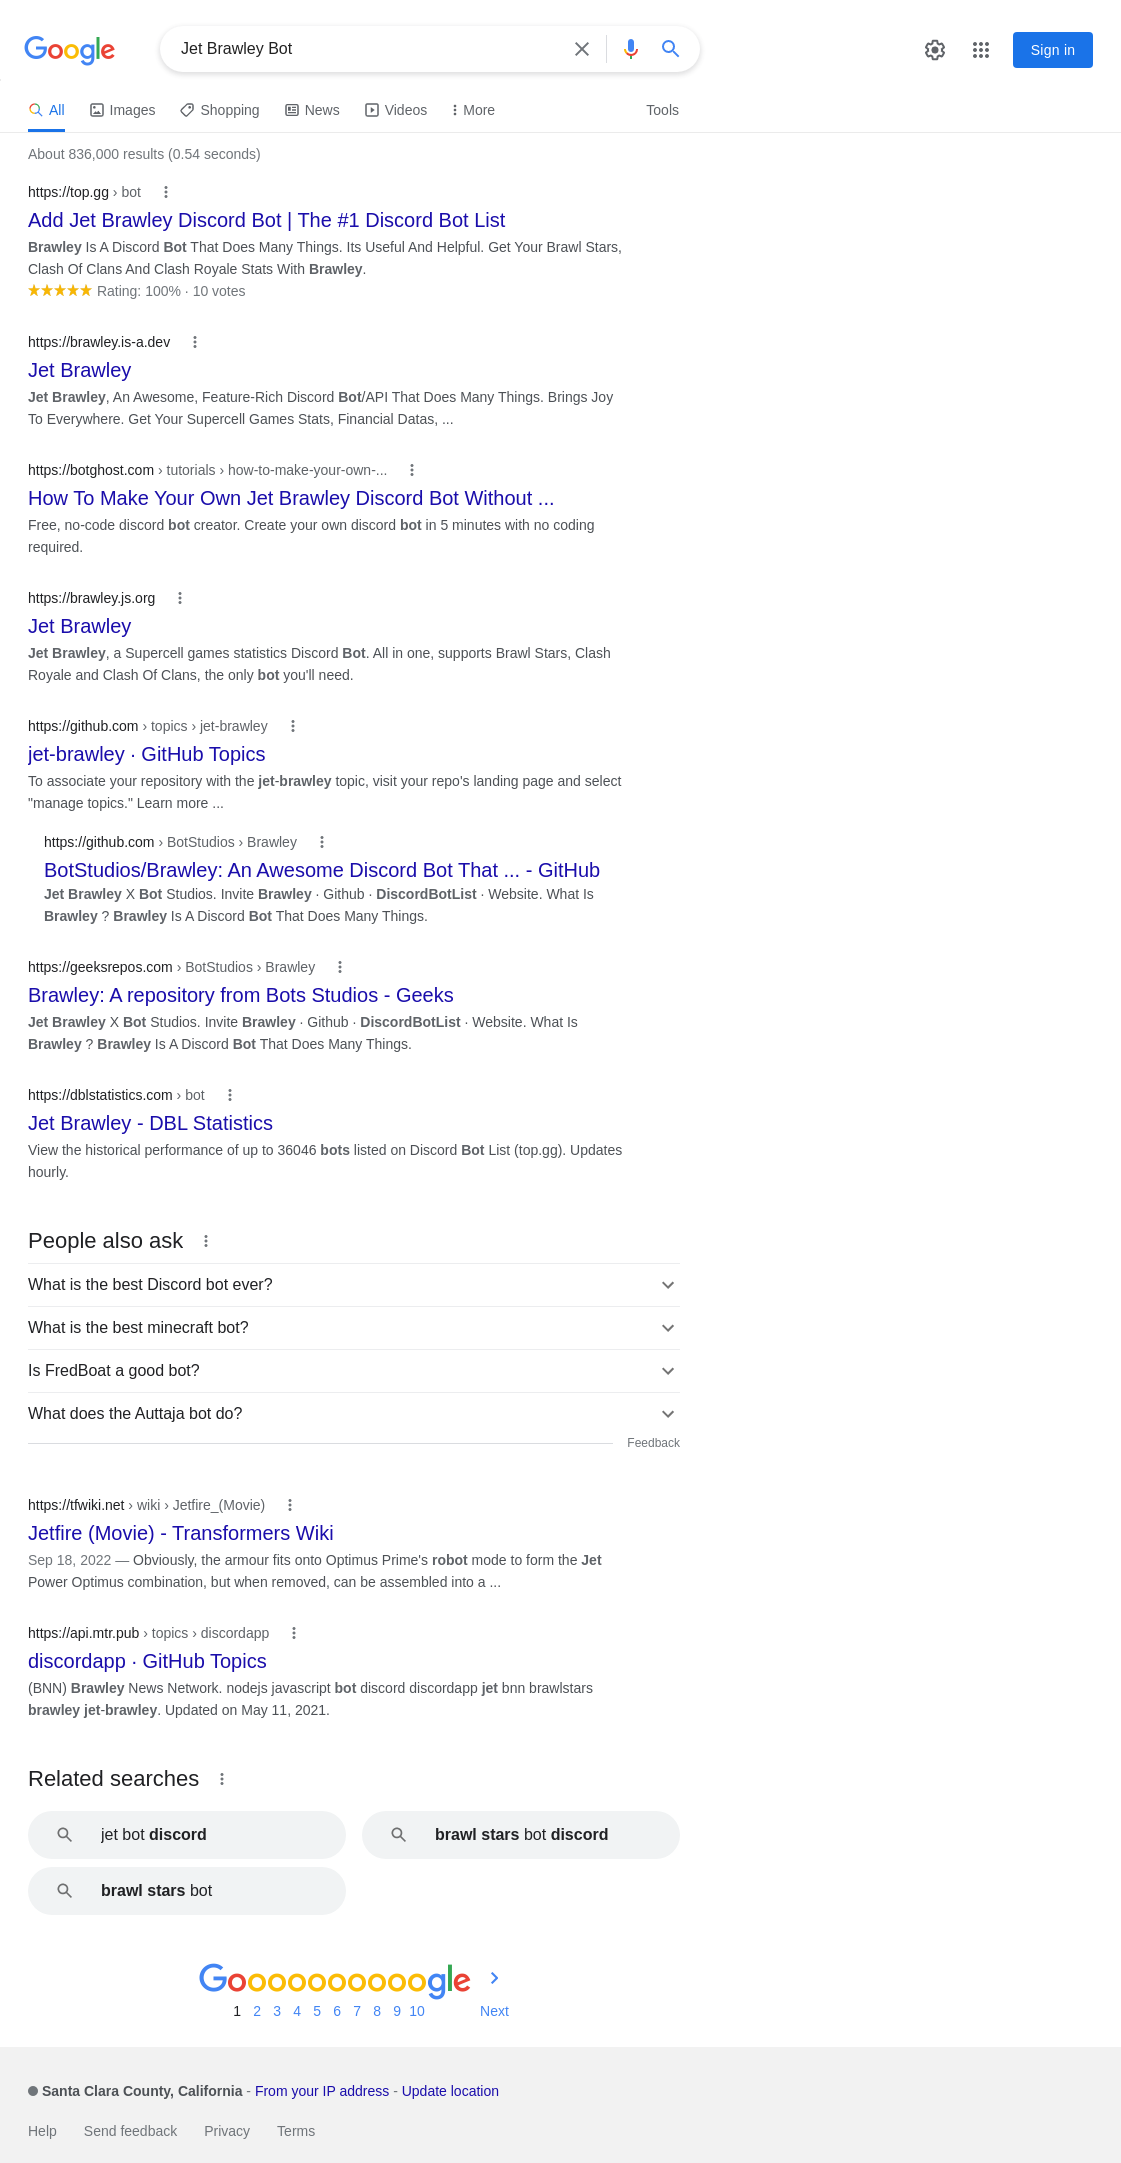 Google
Jet Brawley Bot
Sign in
All Images Shopping News Videos More Tools
About 836,000 results (0.54 seconds)
https://top.gg › bot
Add Jet Brawley Discord Bot | The #1 Discord Bot List
Brawley Is A Discord Bot That Does Many Things. Its Useful And Helpful. Get Your Brawl Stars,
Clash Of Clans And Clash Royale Stats With Brawley.
Rating: 100% · 10 votes
https://brawley.is-a.dev
Jet Brawley
Jet Brawley, An Awesome, Feature-Rich Discord Bot/API That Does Many Things. Brings Joy
To Everywhere. Get Your Supercell Games Stats, Financial Datas, ...
https://botghost.com › tutorials › how-to-make-your-own-...
How To Make Your Own Jet Brawley Discord Bot Without ...
Free, no-code discord bot creator. Create your own discord bot in 5 minutes with no coding
required.
https://brawley.js.org
Jet Brawley
Jet Brawley, a Supercell games statistics Discord Bot. All in one, supports Brawl Stars, Clash
Royale and Clash Of Clans, the only bot you'll need.
https://github.com › topics › jet-brawley
jet-brawley · GitHub Topics
To associate your repository with the jet-brawley topic, visit your repo's landing page and select
"manage topics." Learn more ...
https://github.com › BotStudios › Brawley
BotStudios/Brawley: An Awesome Discord Bot That ... - GitHub
Jet Brawley X Bot Studios. Invite Brawley · Github · DiscordBotList · Website. What Is
Brawley ? Brawley Is A Discord Bot That Does Many Things.
https://geeksrepos.com › BotStudios › Brawley
Brawley: A repository from Bots Studios - Geeks
Jet Brawley X Bot Studios. Invite Brawley · Github · DiscordBotList · Website. What Is
Brawley ? Brawley Is A Discord Bot That Does Many Things.
https://dblstatistics.com › bot
Jet Brawley - DBL Statistics
View the historical performance of up to 36046 bots listed on Discord Bot List (top.gg). Updates
hourly.
People also ask
What is the best Discord bot ever?
What is the best minecraft bot?
Is FredBoat a good bot?
What does the Auttaja bot do?
Feedback
https://tfwiki.net › wiki › Jetfire_(Movie)
Jetfire (Movie) - Transformers Wiki
Sep 18, 2022 — Obviously, the armour fits onto Optimus Prime's robot mode to form the Jet
Power Optimus combination, but when removed, can be assembled into a ...
https://api.mtr.pub › topics › discordapp
discordapp · GitHub Topics
(BNN) Brawley News Network. nodejs javascript bot discord discordapp jet bnn brawlstars
brawley jet-brawley. Updated on May 11, 2021.
Related searches
jet bot discord
brawl stars bot discord
brawl stars bot
Goooooooooogle
1 2 3 4 5 6 7 8 9 10 Next
Santa Clara County, California - From your IP address - Update location
Help Send feedback Privacy Terms